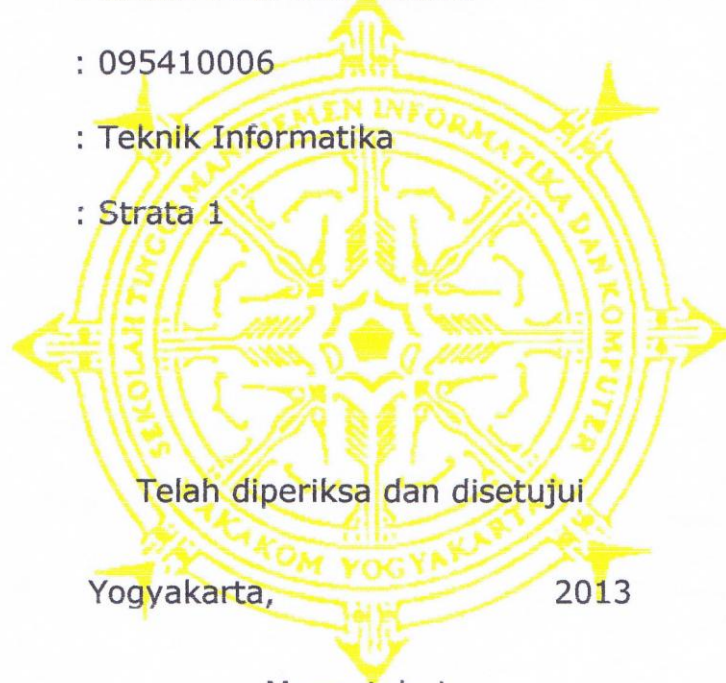 : 095410006
: Teknik Informatika
: Strata 1
SEKOLAH TINGGI MANAJEMEN INFORMATIKA DAN KOMPUTER
AKAKOM YOGYAKARTA
Telah diperiksa dan disetujui
Yogyakarta, 2013